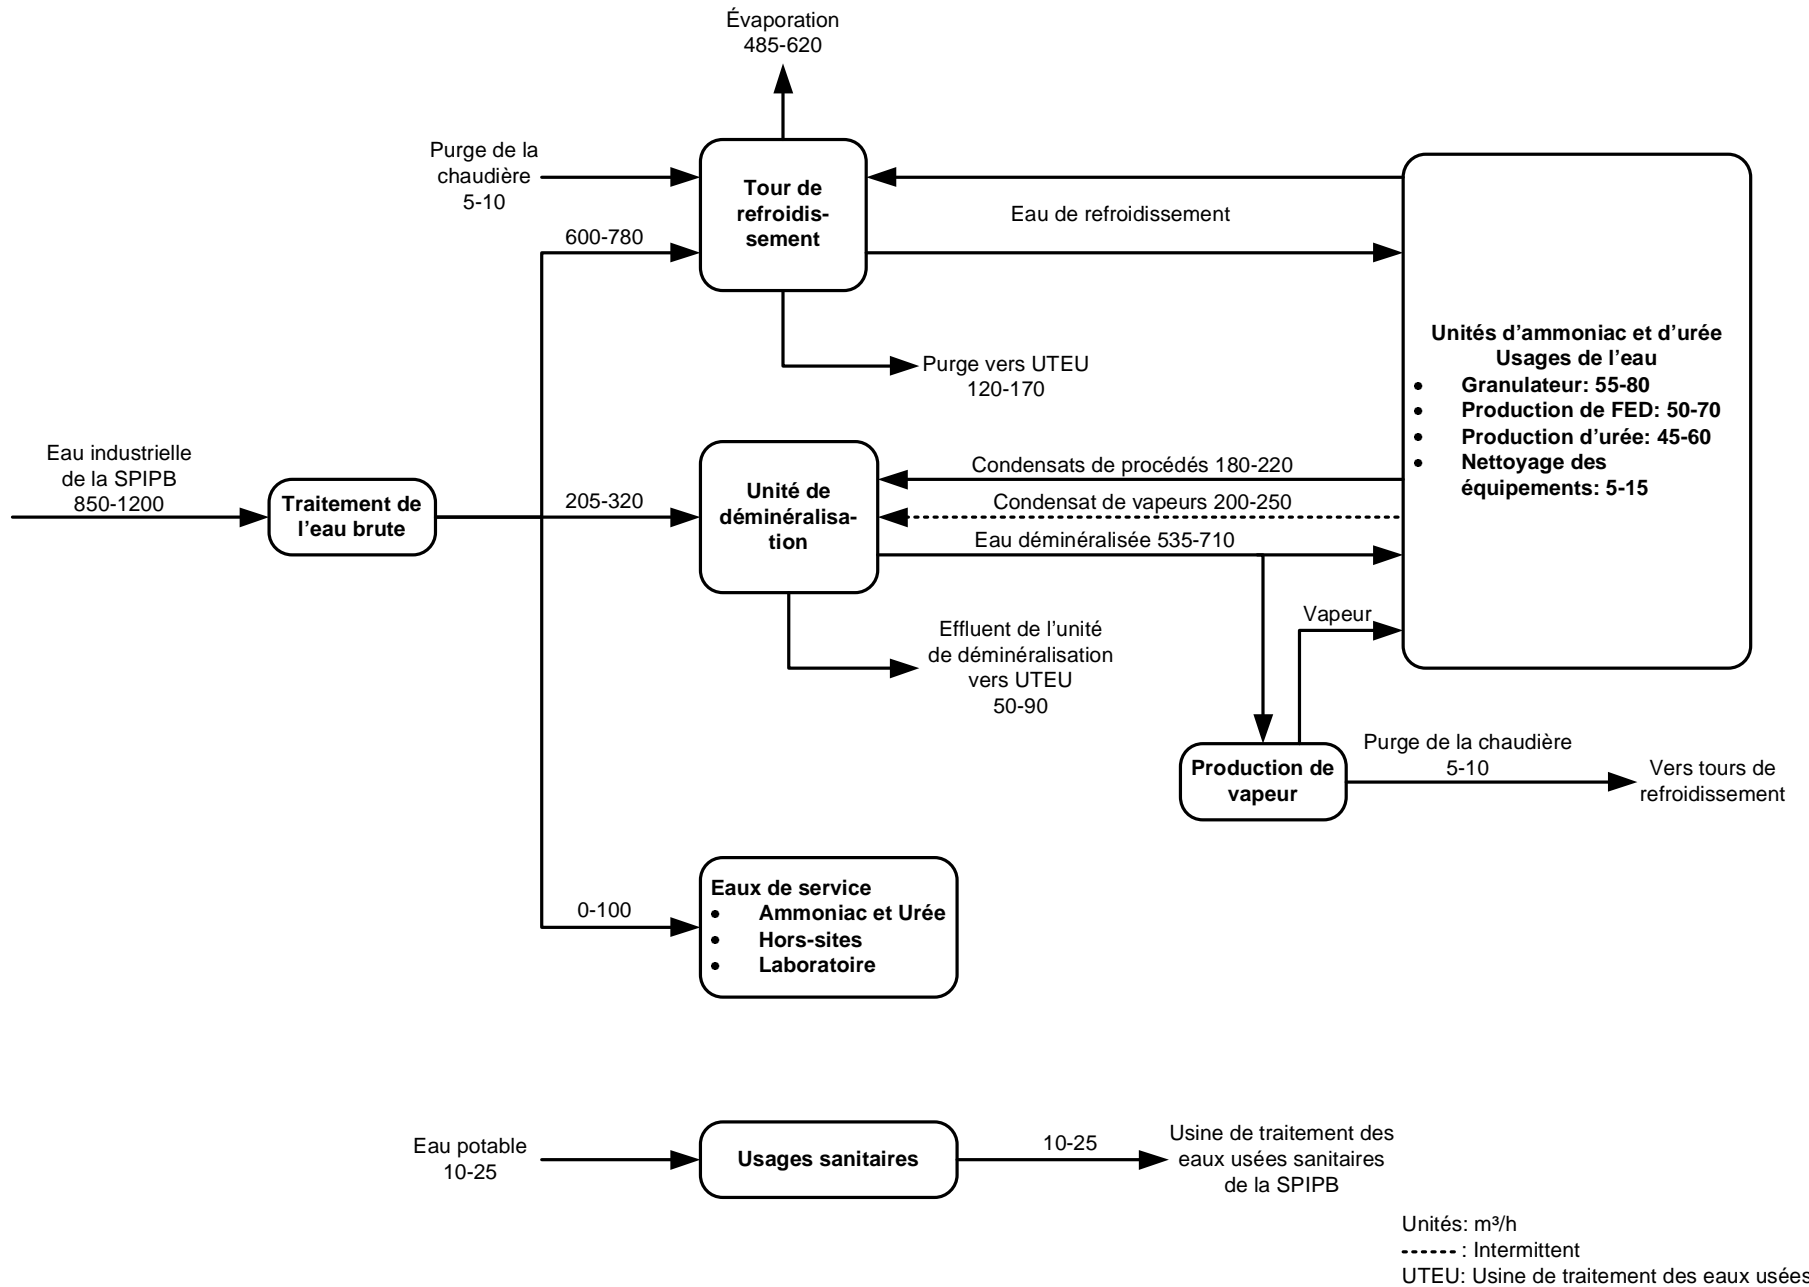 Évaporation
485-620
Purge de la
chaudière
5-10
Tour de
refroidis-
sement
Eau de refroidissement
600-780
Purge vers UTEU
120-170
Unités d’ammoniac et d’urée
Usages de l’eau
• Granulateur: 55-80
• Production de FED: 50-70
• Production d’urée: 45-60
• Nettoyage des
équipements: 5-15
Eau industrielle
de la SPIPB
850-1200
Traitement de
l’eau brute
205-320
Unité de
déminéralisa-
tion
Condensats de procédés 180-220
Condensat de vapeurs 200-250
Eau déminéralisée 535-710
Effluent de l’unité
de déminéralisation
vers UTEU
50-90
Vapeur
Production de
vapeur
Purge de la chaudière
5-10
Vers tours de
refroidissement
0-100
Eaux de service
• Ammoniac et Urée
• Hors-sites
• Laboratoire
Eau potable
10-25
Usages sanitaires
10-25
Usine de traitement des
eaux usées sanitaires
de la SPIPB
Unités: m³/h
------ : Intermittent
UTEU: Usine de traitement des eaux usées